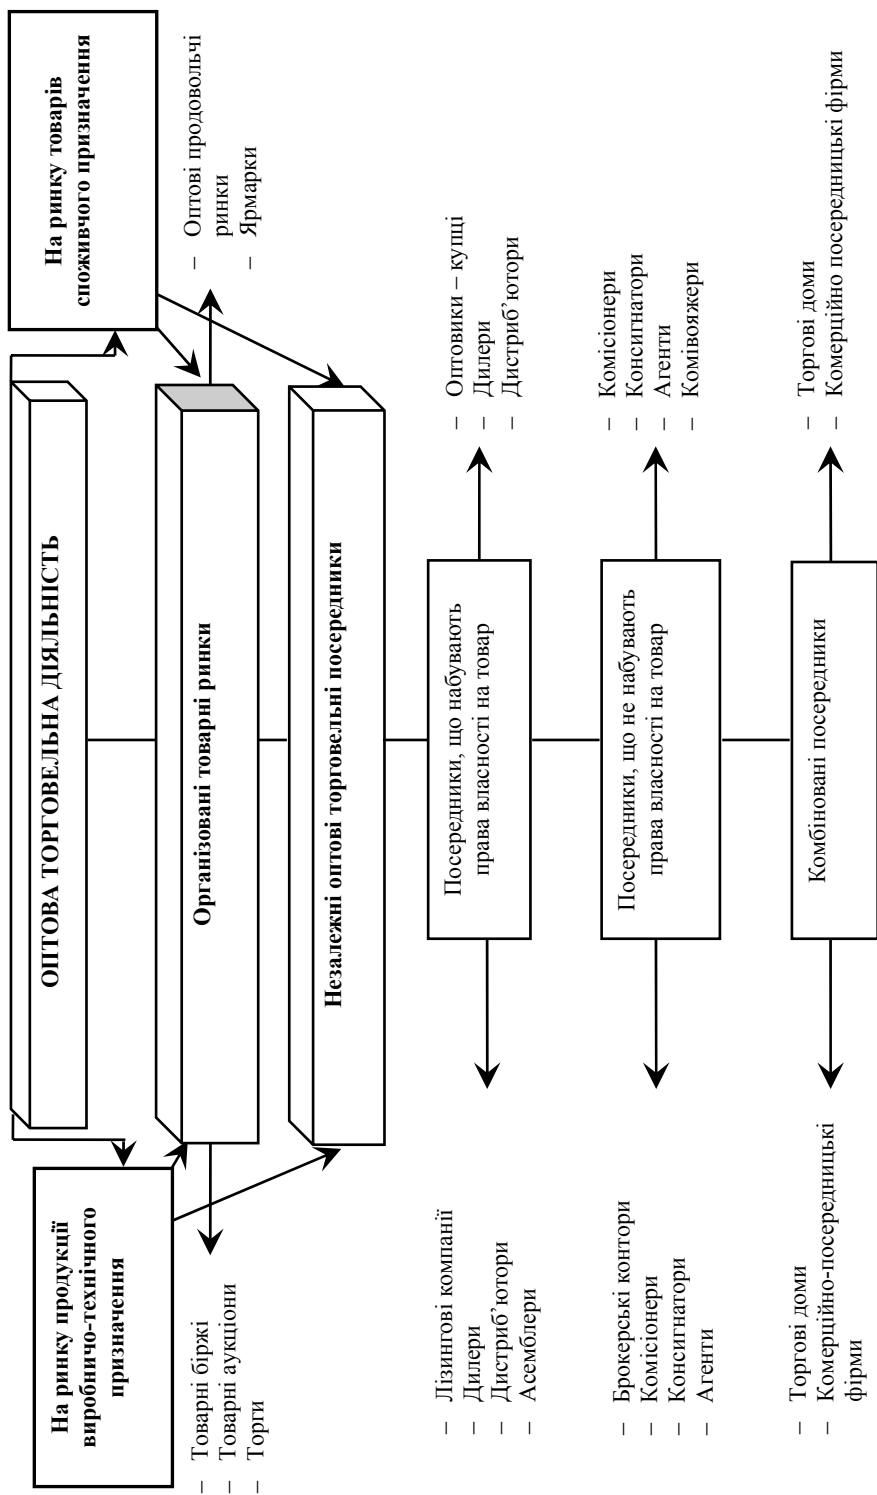 ОПТОВА ТОРГОВЕЛЬНА ДІЯЛЬНІСТЬ
На ринку продукції
виробничо-технічного
призначення
На ринку товарів
споживчого призначення
Організовані товарні ринки
– Товарні біржі
– Товарні аукціони
– Торги
– Оптові продовольчі
ринки
– Ярмарки
Незалежні оптові торговельні посередники
– Лізингові компанії
– Дилери
– Дистриб’ютори
– Асемблери
Посередники, що набувають
права власності на товар
– Оптовики – купці
– Дилери
– Дистриб’ютори
– Брокерські контори
– Комісіонери
– Консигнатори
– Агенти
Посередники, що не набувають
права власності на товар
– Комісіонери
– Консигнатори
– Агенти
– Комівояжери
– Торгові доми
– Комерційно-посередницькі
фірми
Комбіновані посередники
– Торгові доми
– Комерційно посередницькі фірми